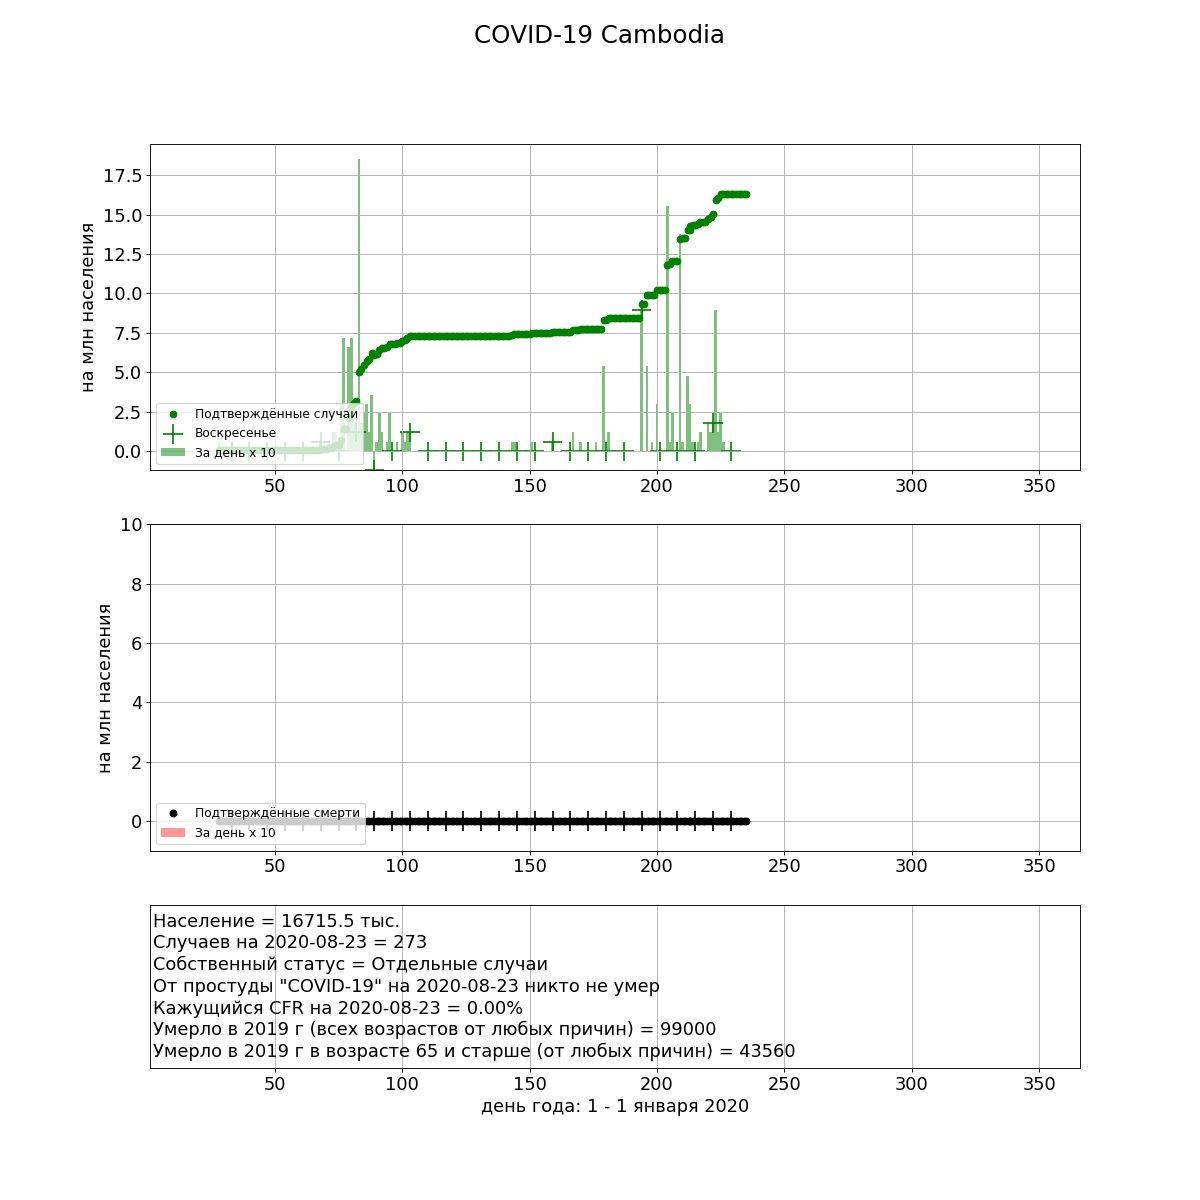 COVID-19 Cambodia
на млн населения
17.5
15.0
12.5
10.0
7.5
5.0
2.5
0.0
Подтверждённые случаи
Воскресенье
За день x 10
50 100 150 200 250 300 350
на млн населения
10
8
6
4
2
0
Подтверждённые смерти
За день x 10
50 100 150 200 250 300 350
Население = 16715.5 тыс.
Случаев на 2020-08-23 = 273
Собственный статус = Отдельные случаи
От простуды "COVID-19" на 2020-08-23 никто не умер
Кажущийся CFR на 2020-08-23 = 0.00%
Умерло в 2019 г (всех возрастов от любых причин) = 99000
Умерло в 2019 г в возрасте 65 и старше (от любых причин) = 43560
50 100 150 200 250 300 350
день года: 1 - 1 января 2020